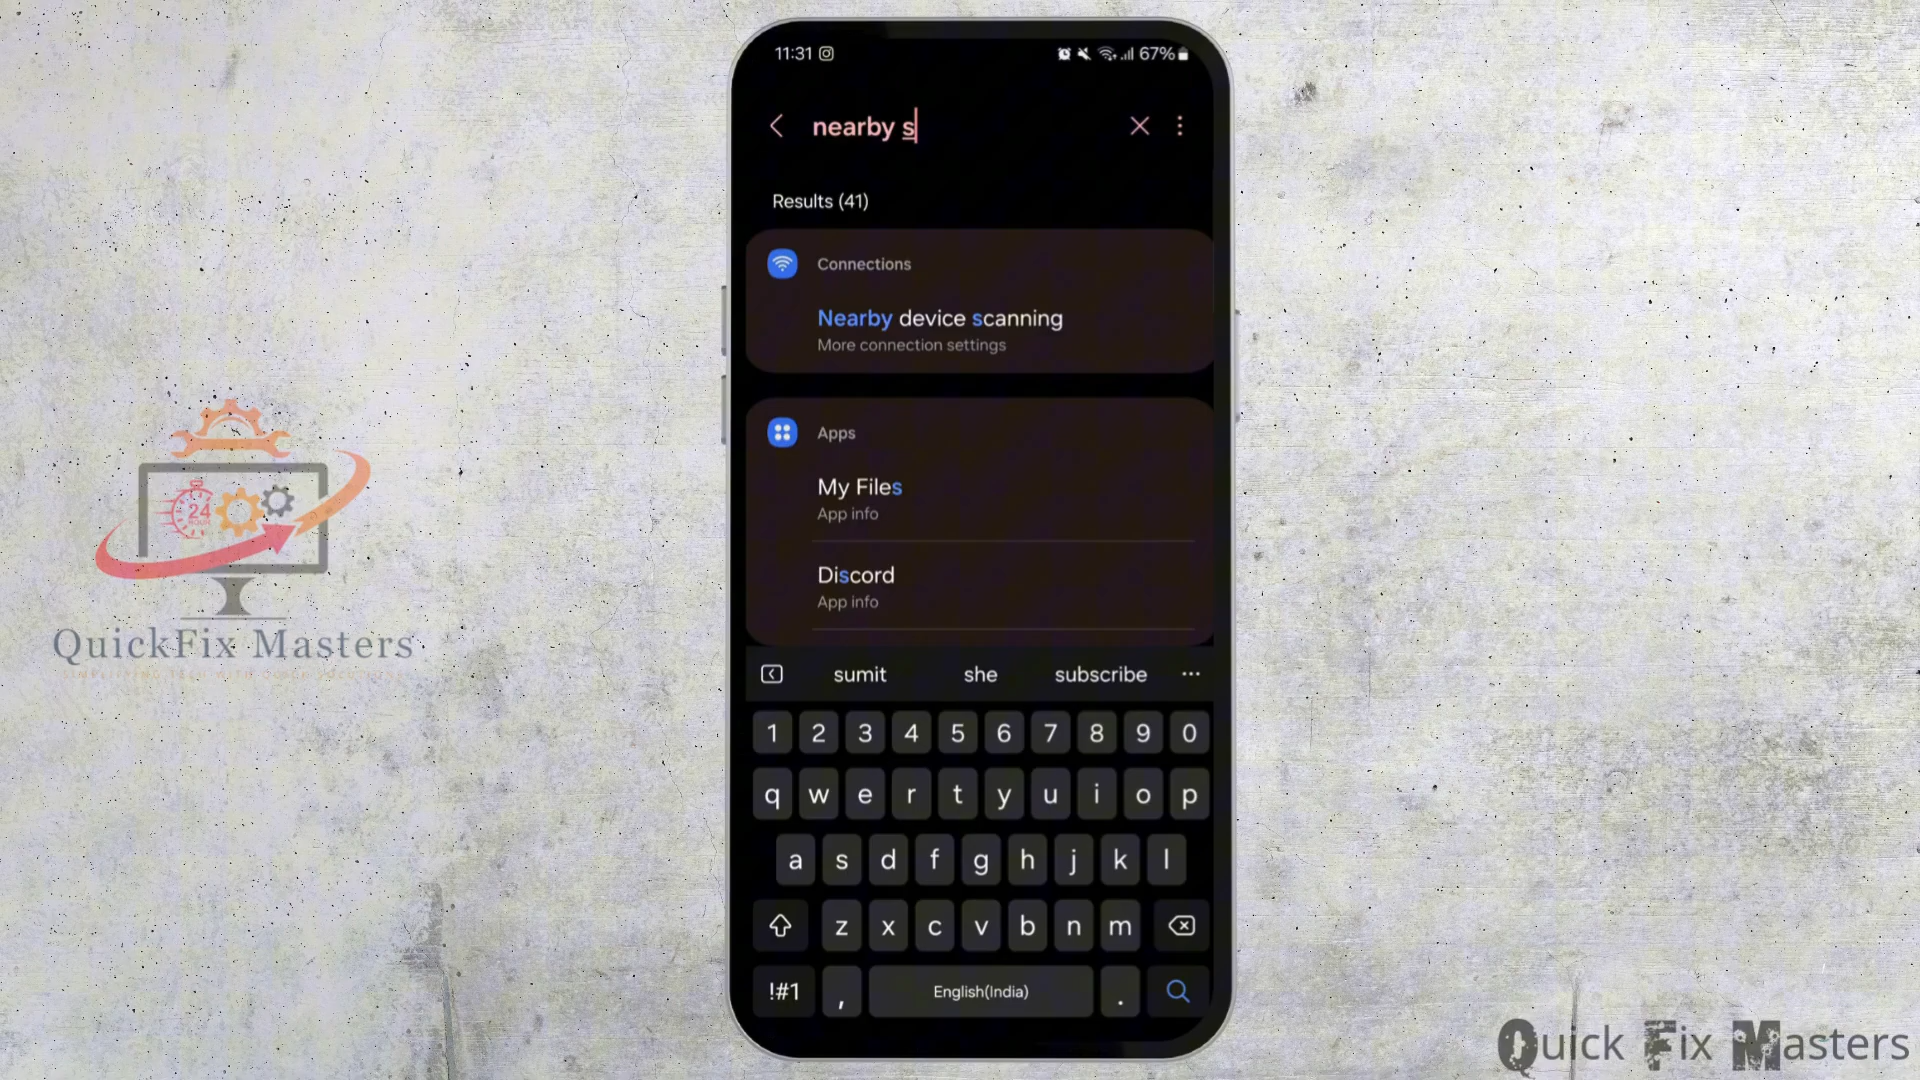 11:31
67%
nearby s
Results (41)
Connections
Nearby device scanning
More connection settings
Apps
My Files
App info
Discord
App info
sumit she subscribe ...
1 2 3 4 5 6 7 8 9 0
q w e r t y u i o p
a s d f g h j k l
z x c v b n m
!#1 , English(India) .
24
HOUR
QuickFix Masters
Quick Fix Masters